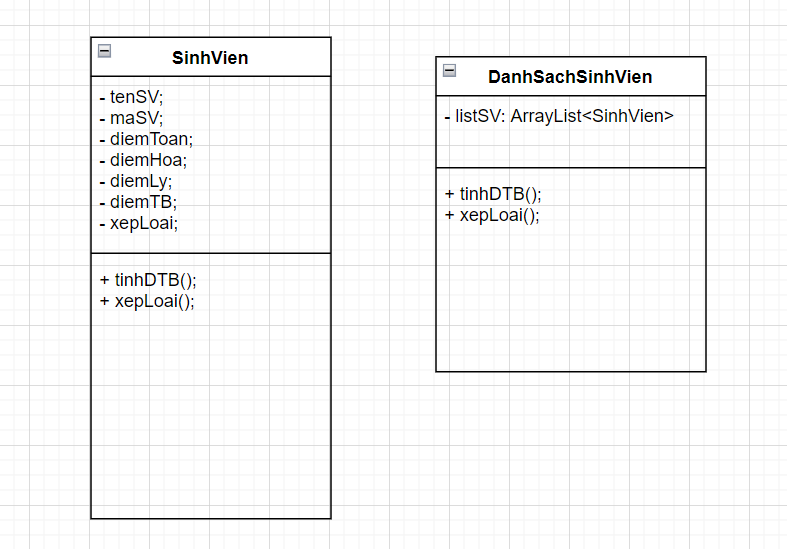 SinhVien
- tenSV;
- maSV;
- diemToan;
- diemHoa;
- diemLy;
- diemTB;
- xepLoai;
+ tinhDTB();
+ xepLoai();
DanhSachSinhVien
- listSV: ArrayList<SinhVien>
+ tinhDTB();
+ xepLoai();